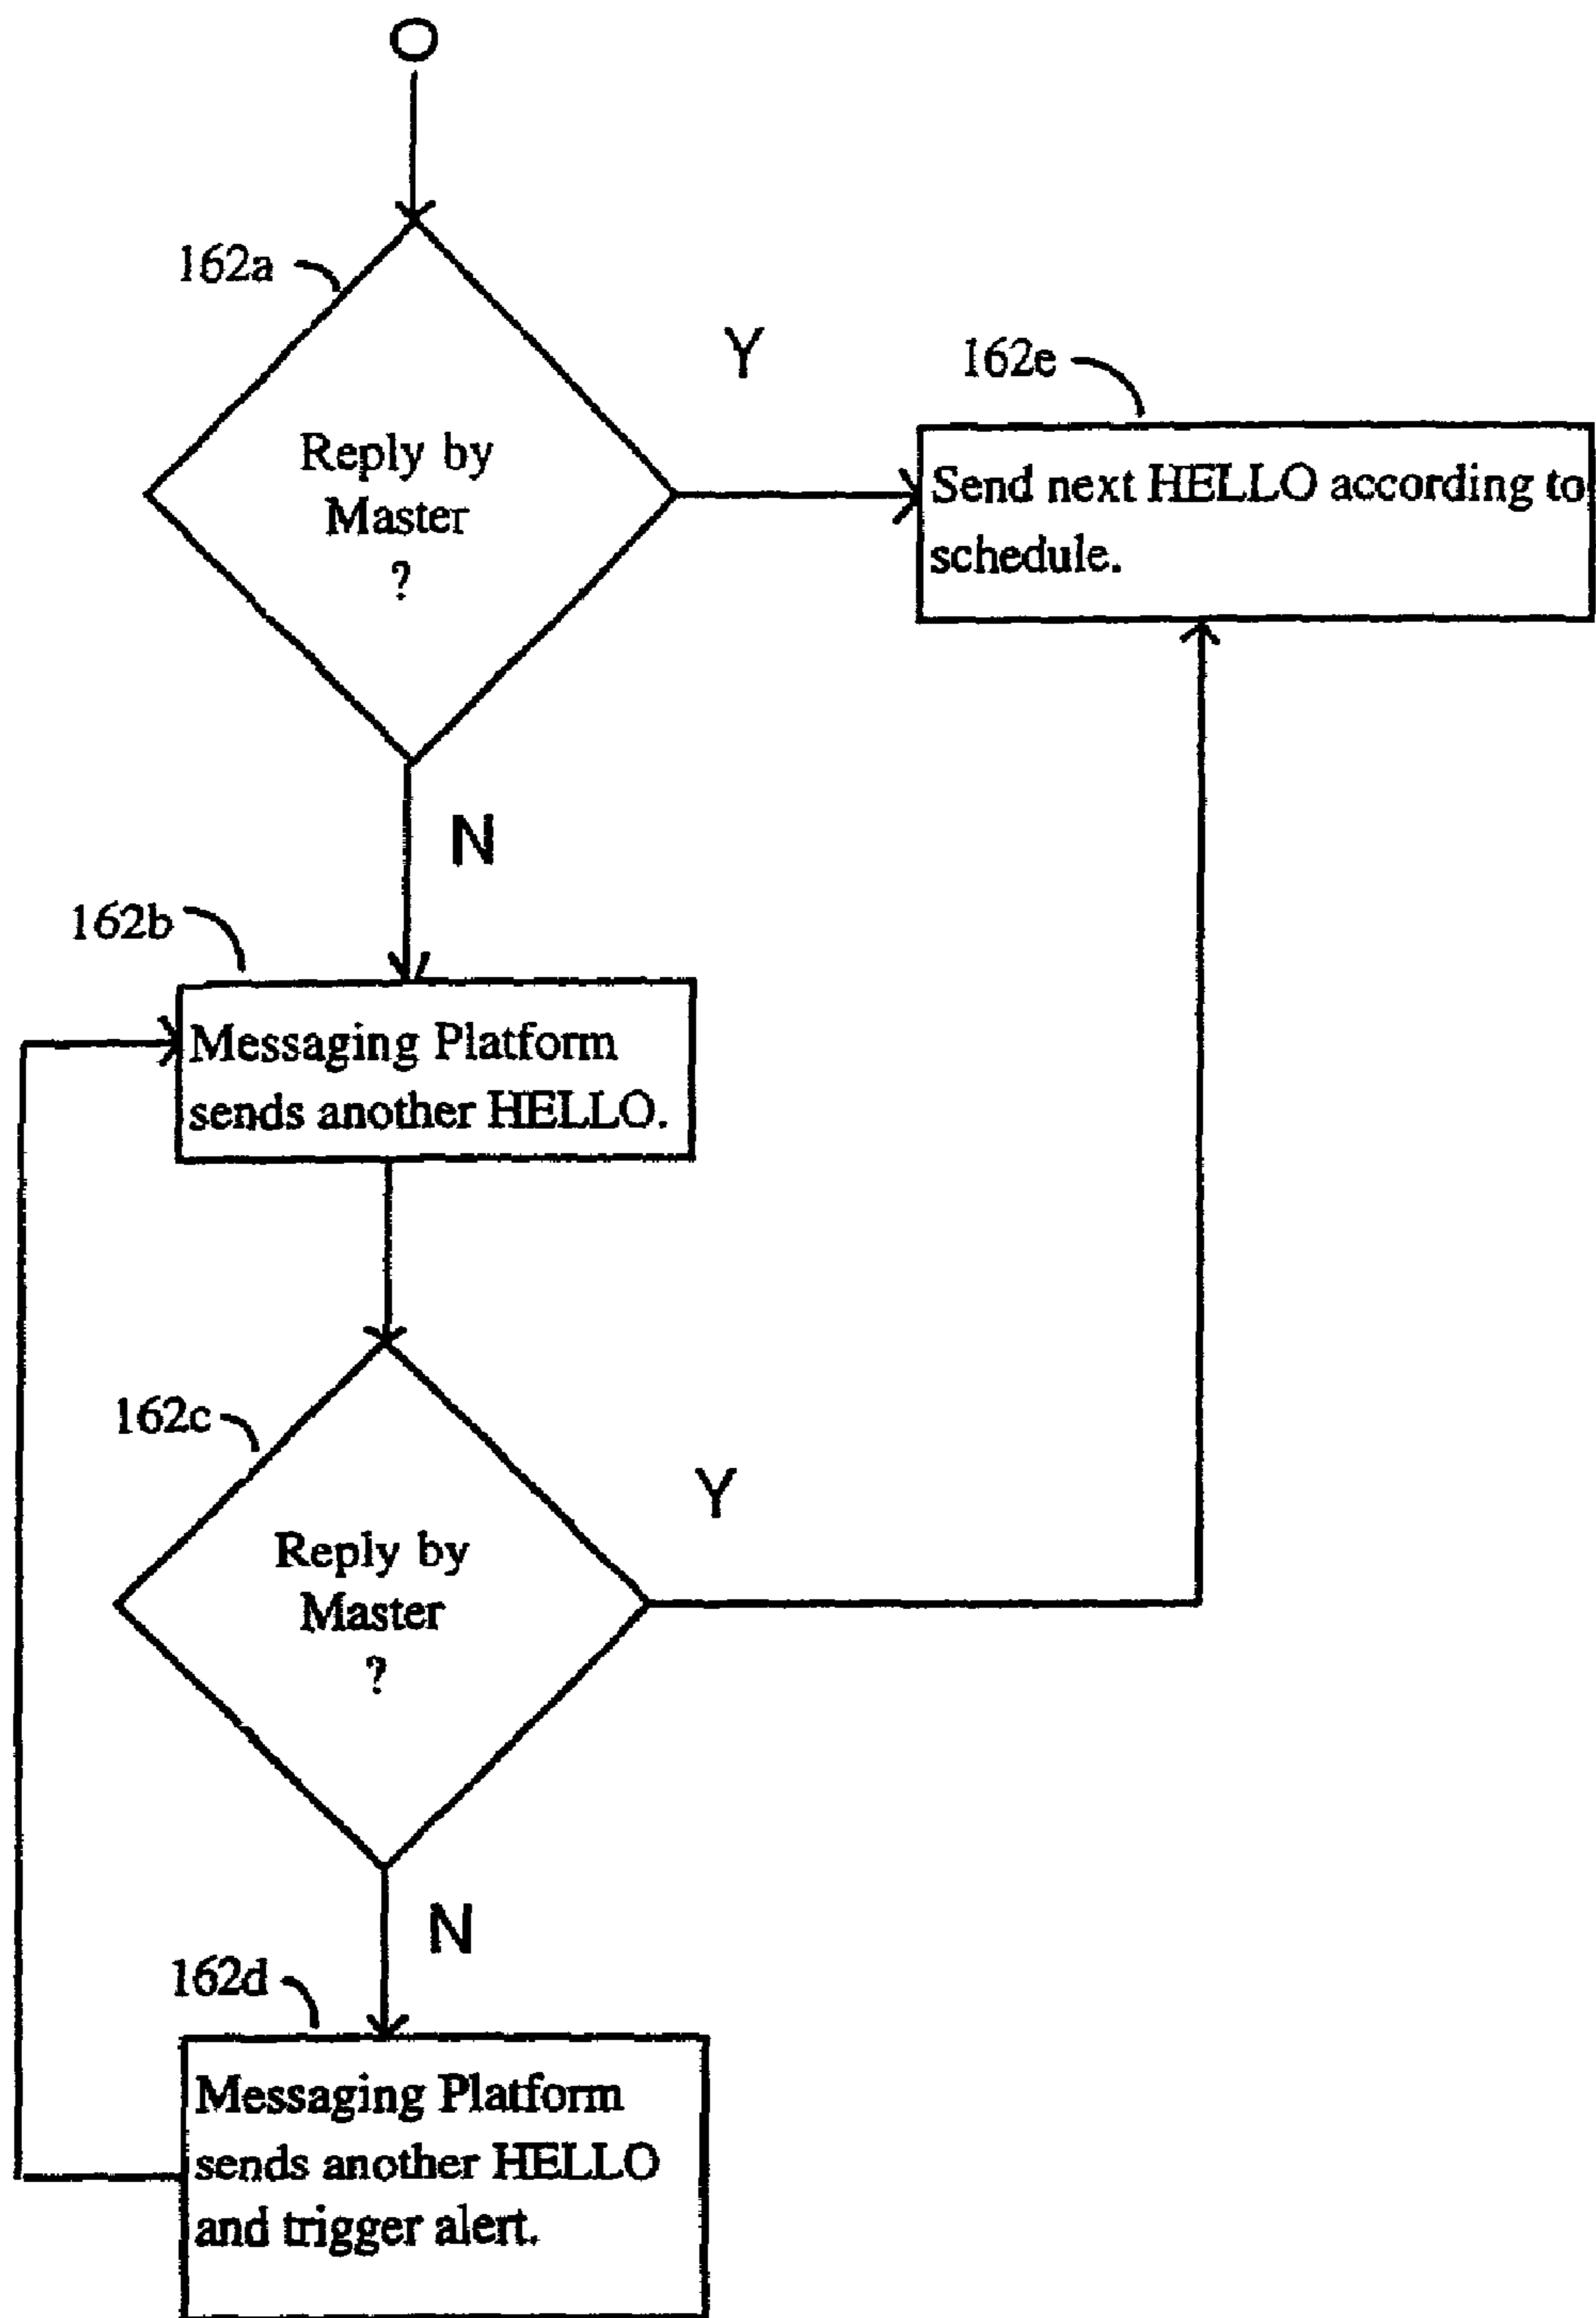 162a
Reply by
Master
?
Y
162e
Send next HELLO according to
schedule.
N
162b
Messaging Platform
sends another HELLO.
162c
Reply by
Master
?
Y
N
162d
Messaging Platform
sends another HELLO
and trigger alert.